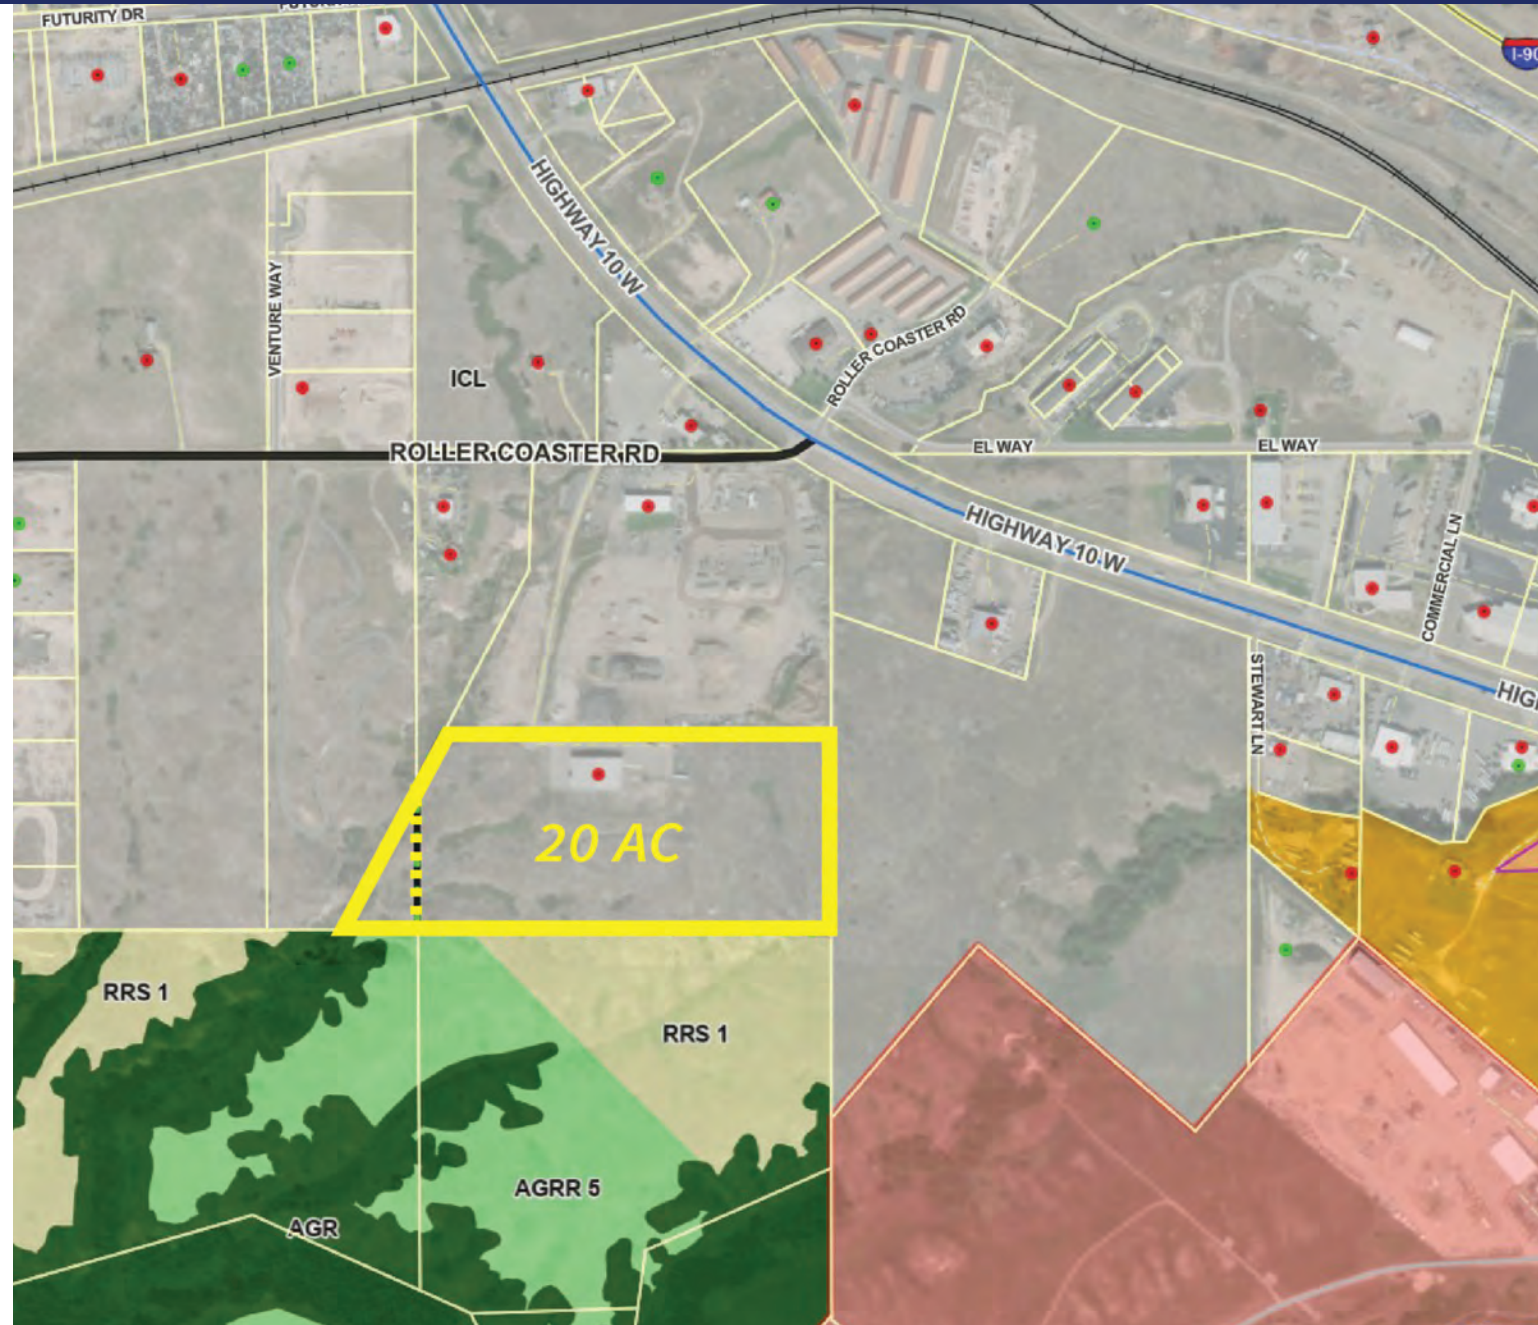 FUTURITY DR
I-90
HIGHWAY 10 W
VENTURE WAY
ROLLER COASTER RD
ICL
ROLLER COASTER RD
EL WAY
EL WAY
HIGHWAY 10 W
COMMERCIAL LN
STEWART LN
HIG
20 AC
RRS 1
RRS 1
AGRR 5
AGR